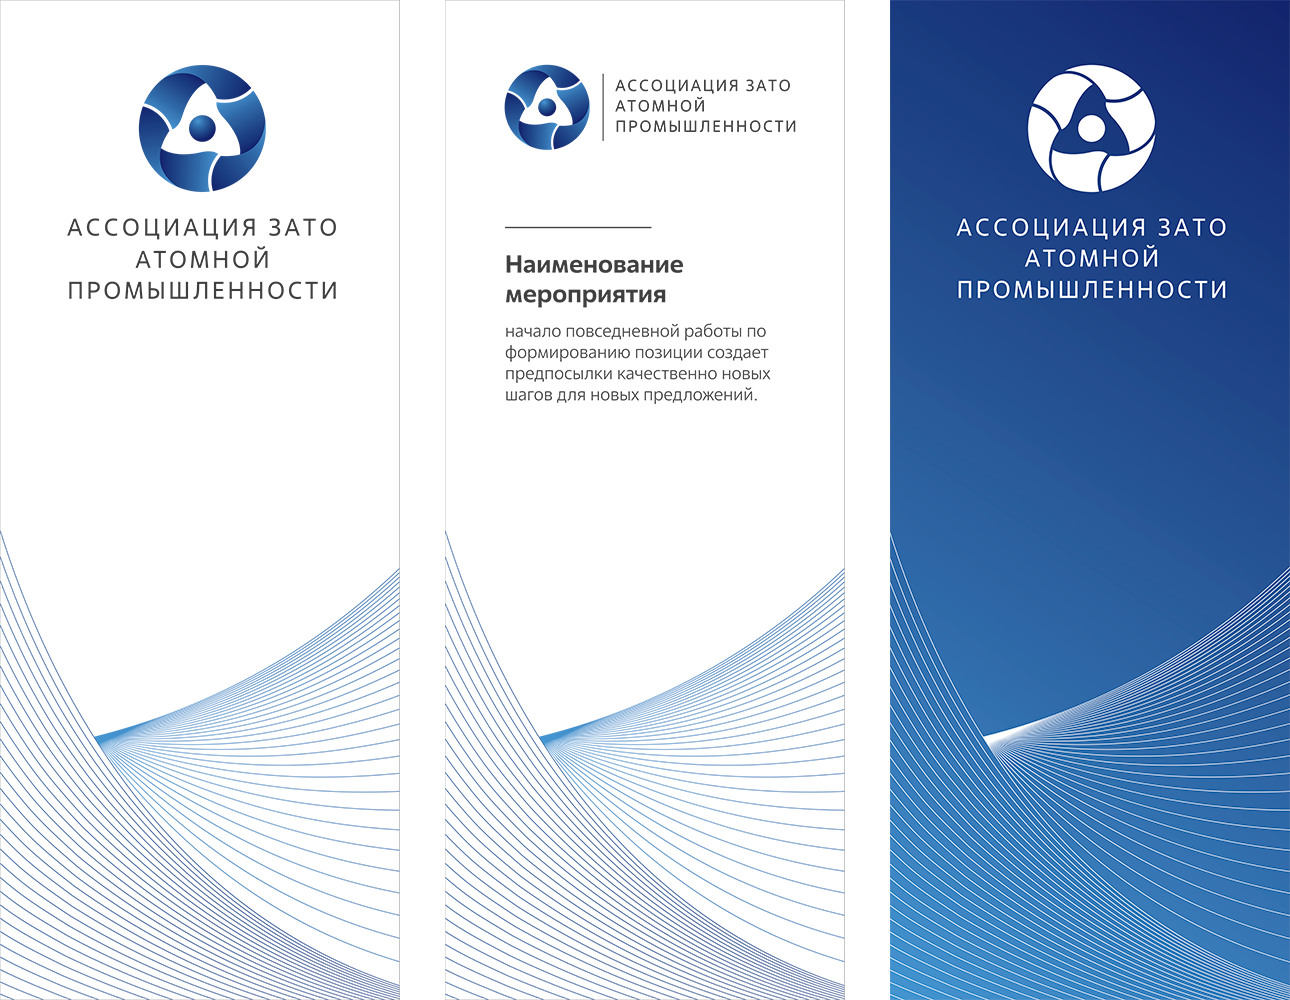 АССОЦИАЦИЯ ЗАТО
АТОМНОЙ
ПРОМЫШЛЕННОСТИ
АССОЦИАЦИЯ ЗАТО
АТОМНОЙ
ПРОМЫШЛЕННОСТИ
Наименование
мероприятия
начало повседневной работы по
формированию позиции создает
предпосылки качественно новых
шагов для новых предложений.
АССОЦИАЦИЯ ЗАТО
АТОМНОЙ
ПРОМЫШЛЕННОСТИ